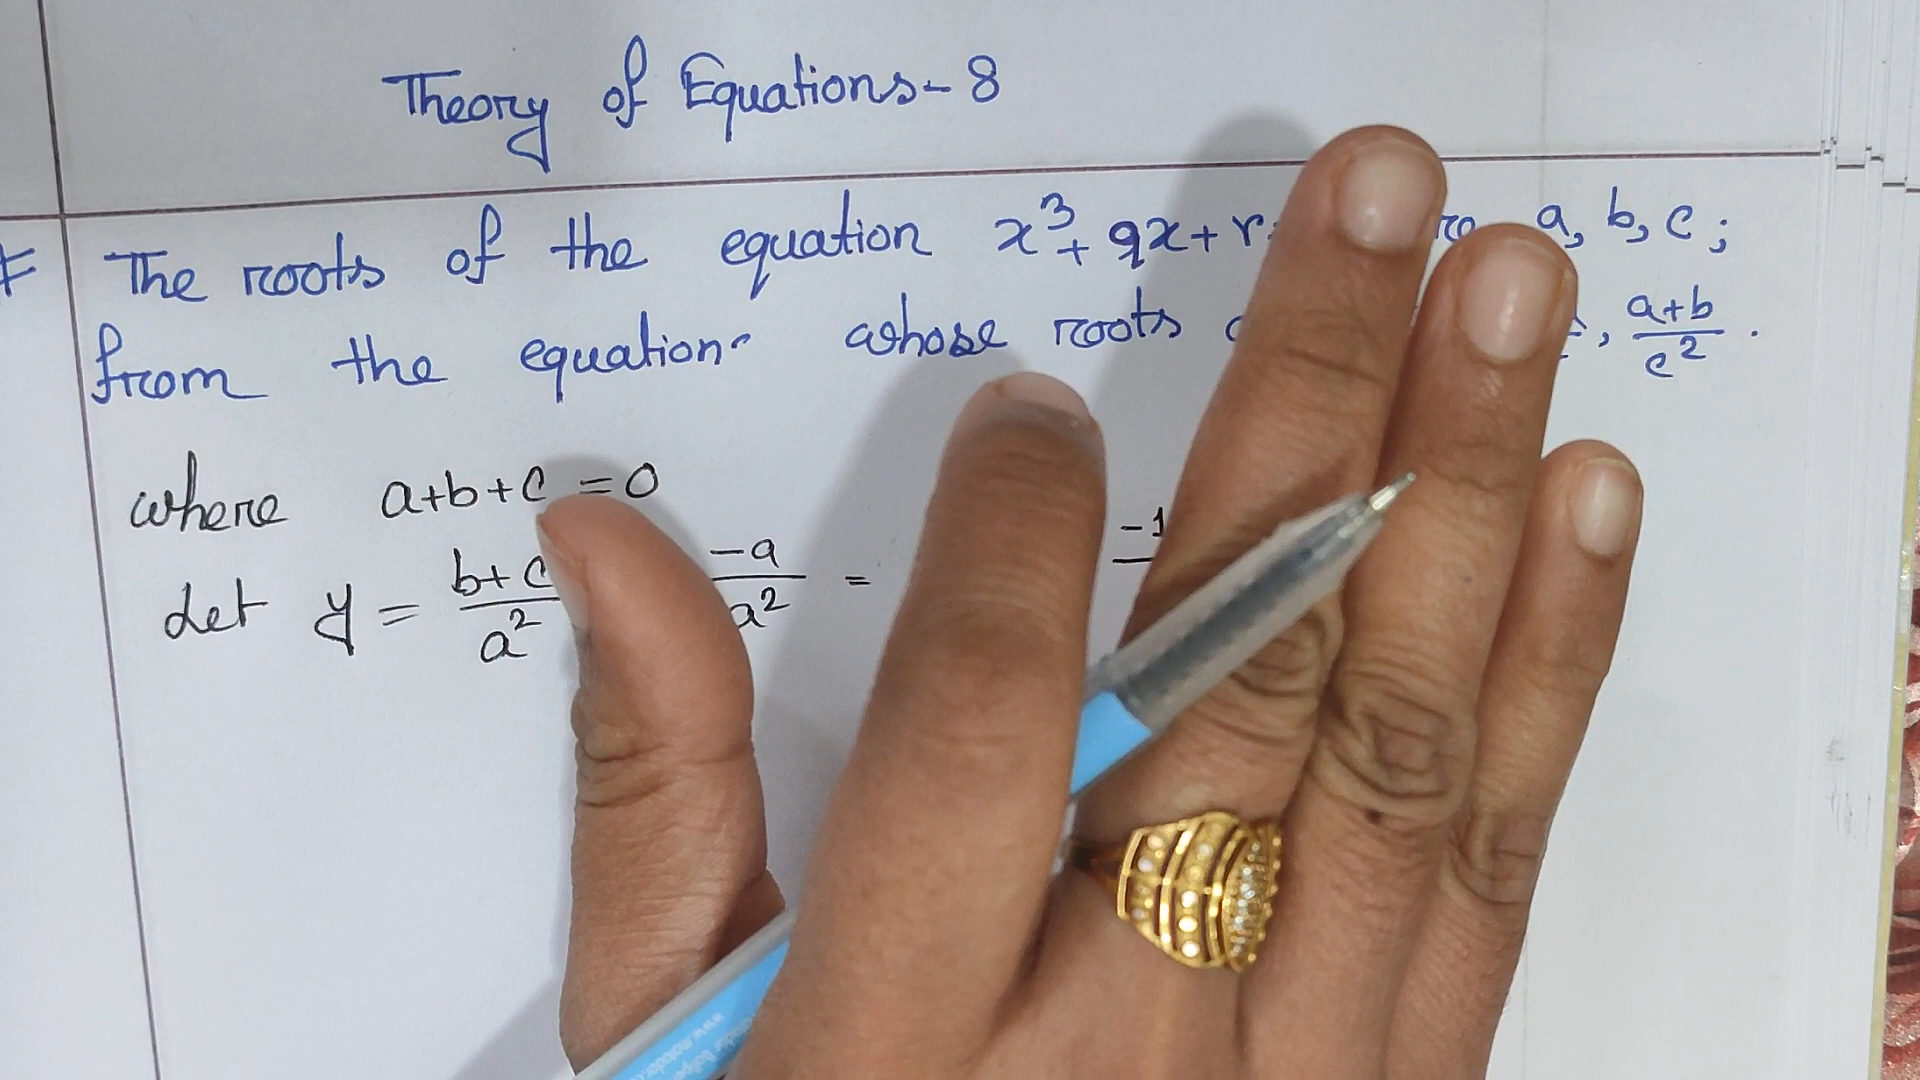 Theory of Equations-8
The roots of the equation x³ + qx + r a, b, c ;
from the equation whose roots , a+b/c² .
where a+b+c = 0
Let y = b+c/a² -a/a² = -1